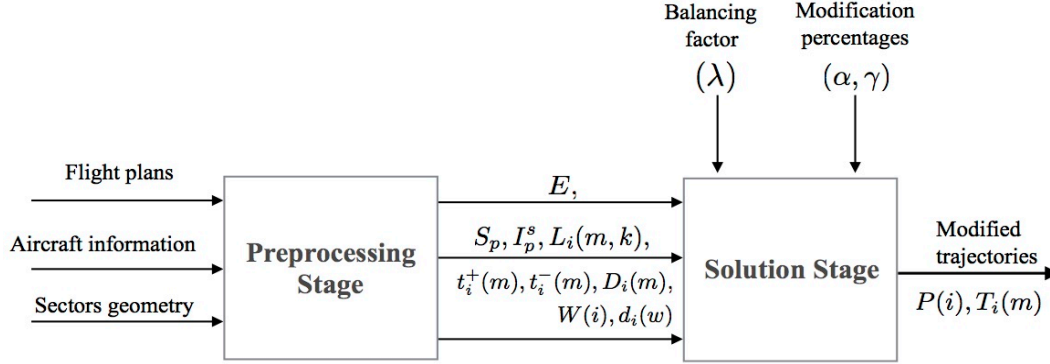 Balancing
factor
(λ)
Modification
percentages
(α, γ)
Flight plans
Aircraft information
Sectors geometry
Preprocessing
Stage
E,
S_p, I_p^s, L_i(m, k),
t_i^+(m), t_i^-(m), D_i(m),
W(i), d_i(w)
Solution Stage
Modified
trajectories
P(i), T_i(m)